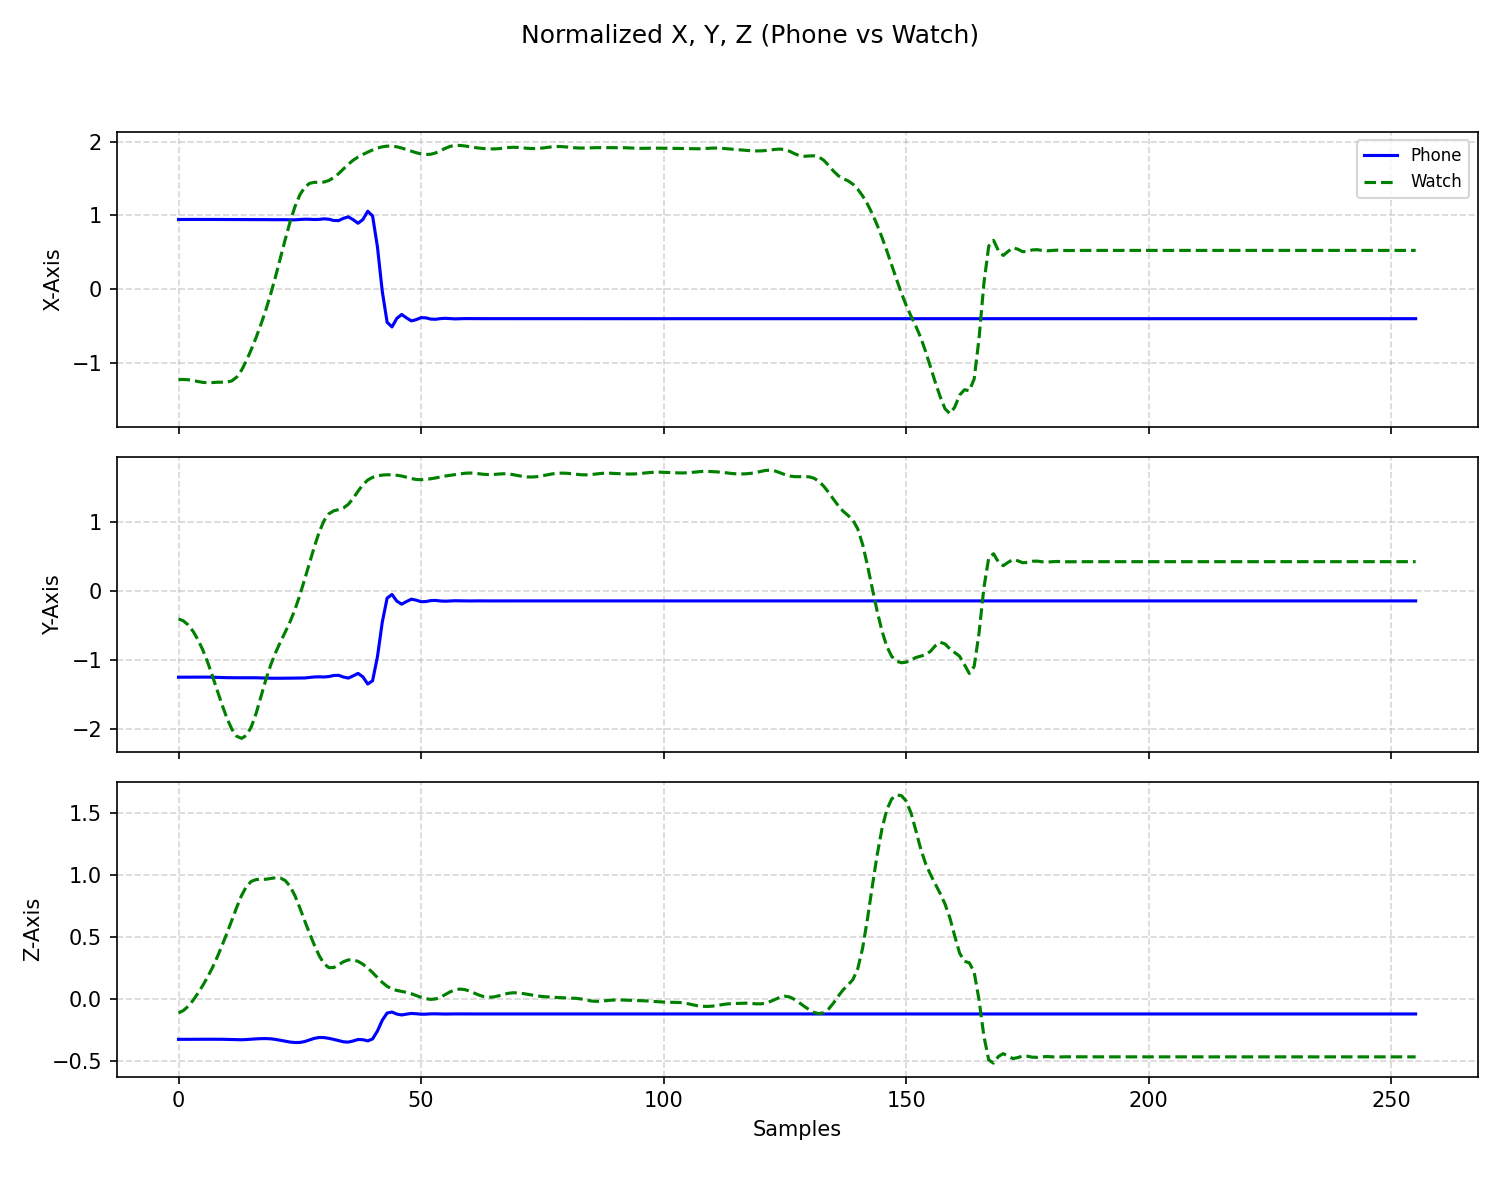 Normalized X, Y, Z (Phone vs Watch)
2
1
0
−1
X-Axis
Phone
Watch
1
0
−1
−2
Y-Axis
1.5
1.0
0.5
0.0
−0.5
Z-Axis
0 50 100 150 200 250
Samples